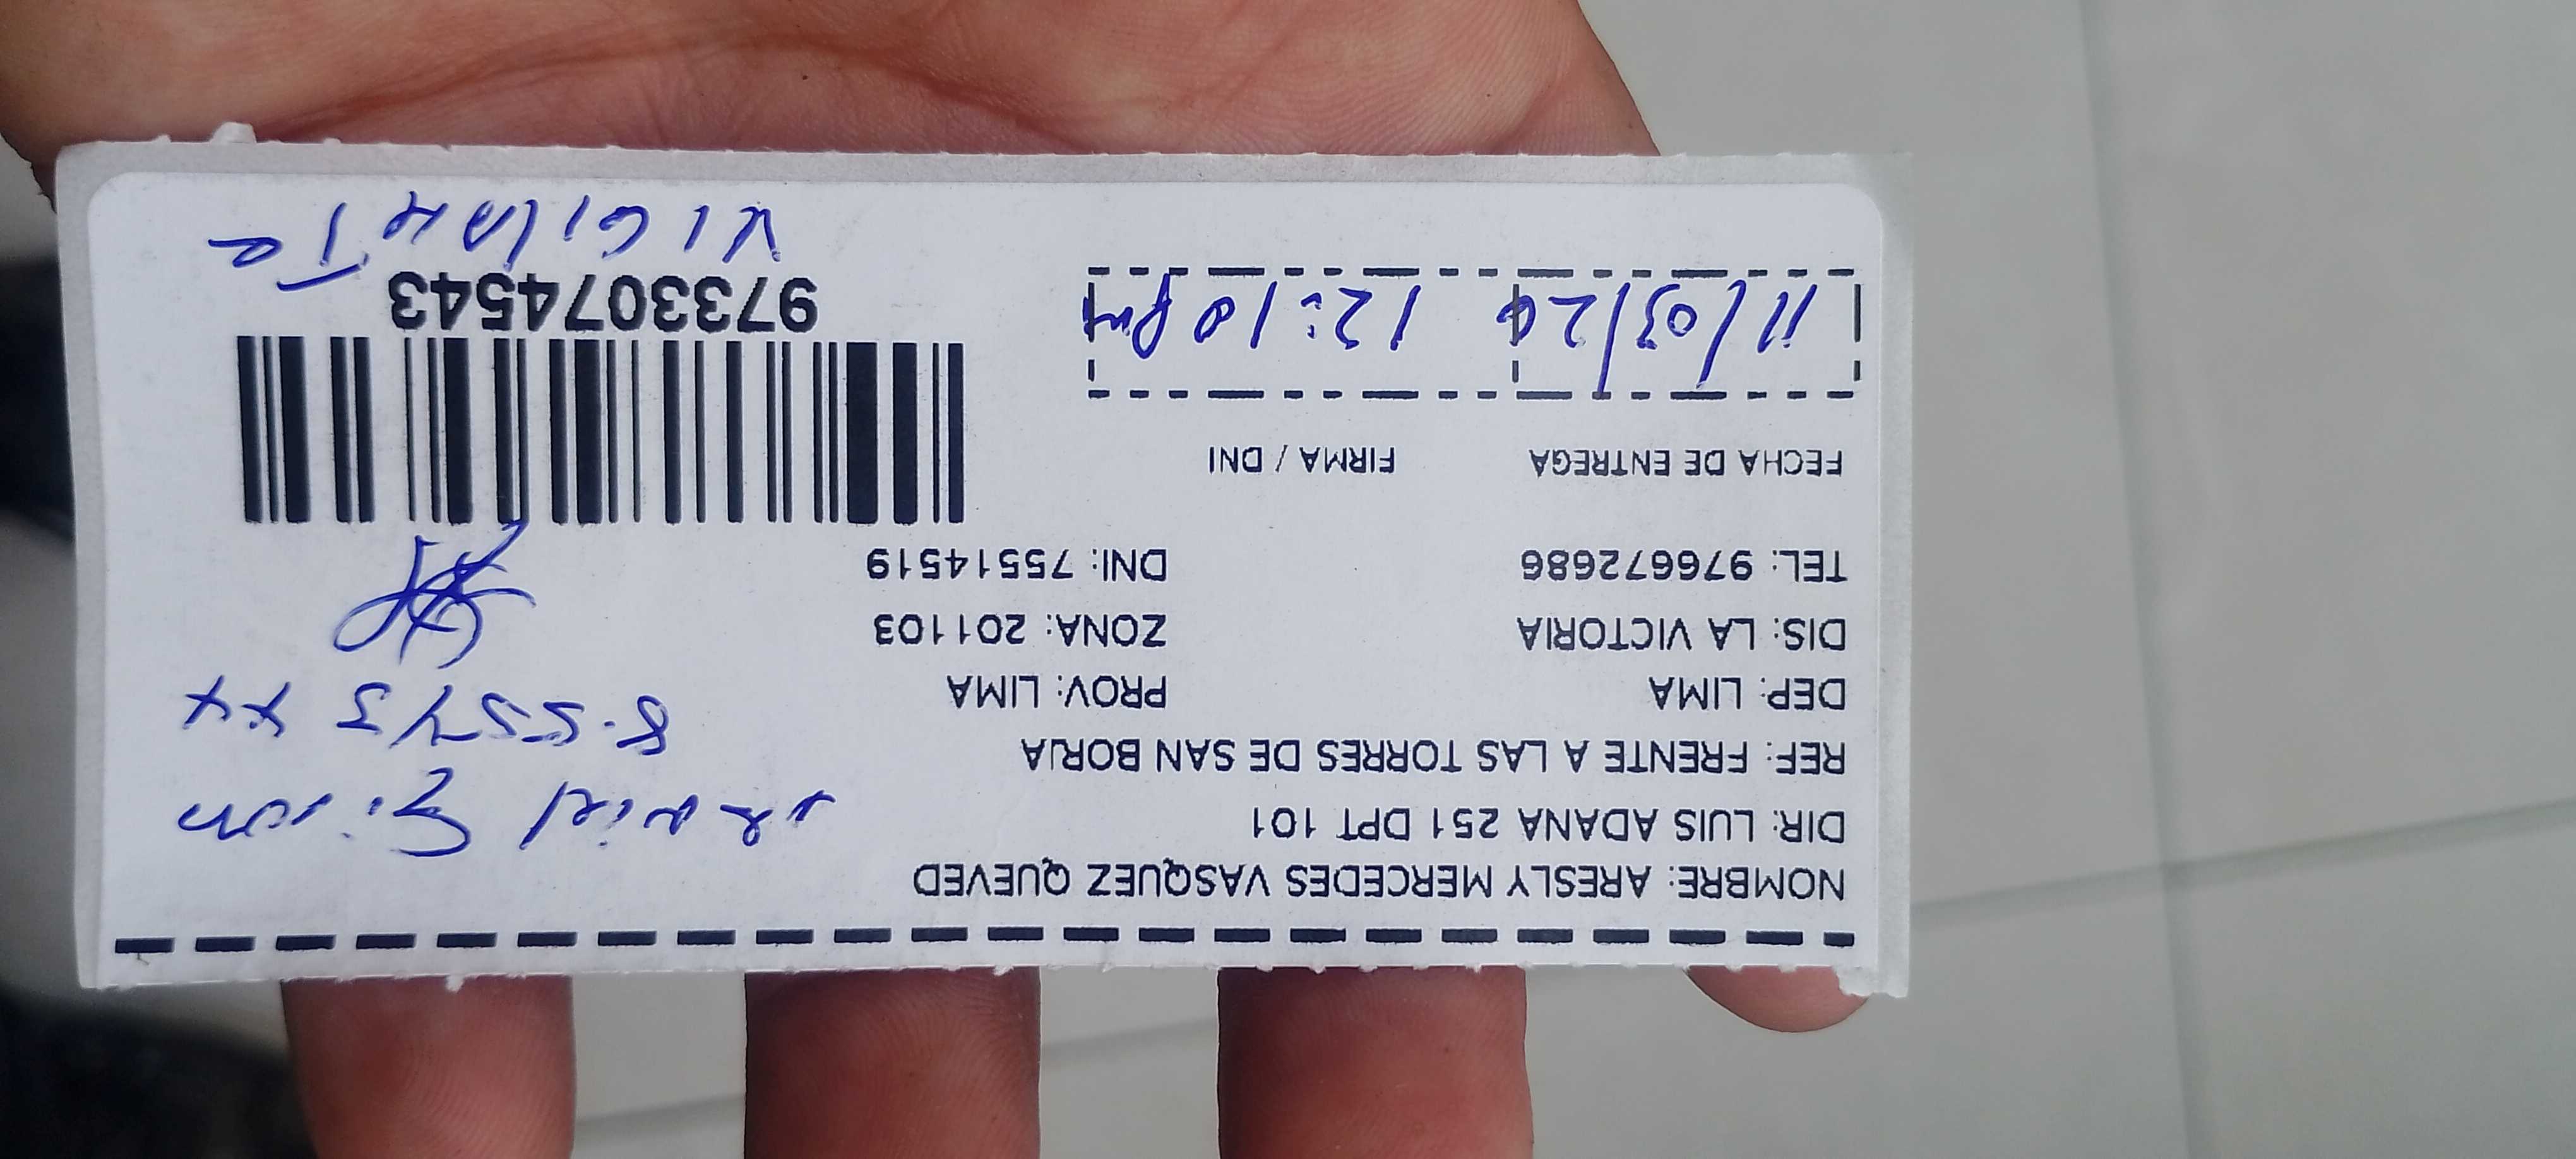 NOMBRE: ARESLY MERCEDES VASQUEZ QUEVED
DIR: LUIS ADANA 251 DPT 101
REF: FRENTE A LAS TORRES DE SAN BORJA
DEP: LIMA PROV: LIMA
DIS: LA VICTORIA ZONA: 201103
TEL: 976672686 DNI: 75514519
FECHA DE ENTREGA FIRMA / DNI
11/03/26 12:10 pm
9733074543
VIGILANTE